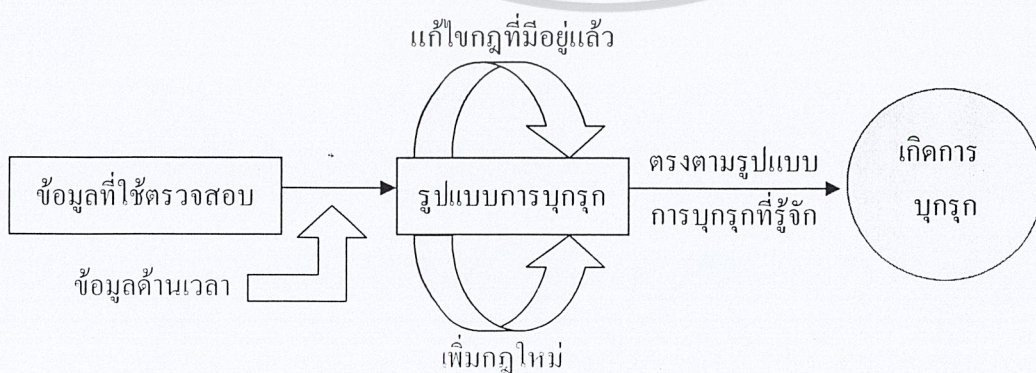 แก้ไขกฎที่มีอยู่แล้ว
ข้อมูลที่ใช้ตรวจสอบ
รูปแบบการบุกรุก
ตรงตามรูปแบบ
การบุกรุกที่รู้จัก
เกิดการ
บุกรุก
ข้อมูลด้านเวลา
เพิ่มกฎใหม่